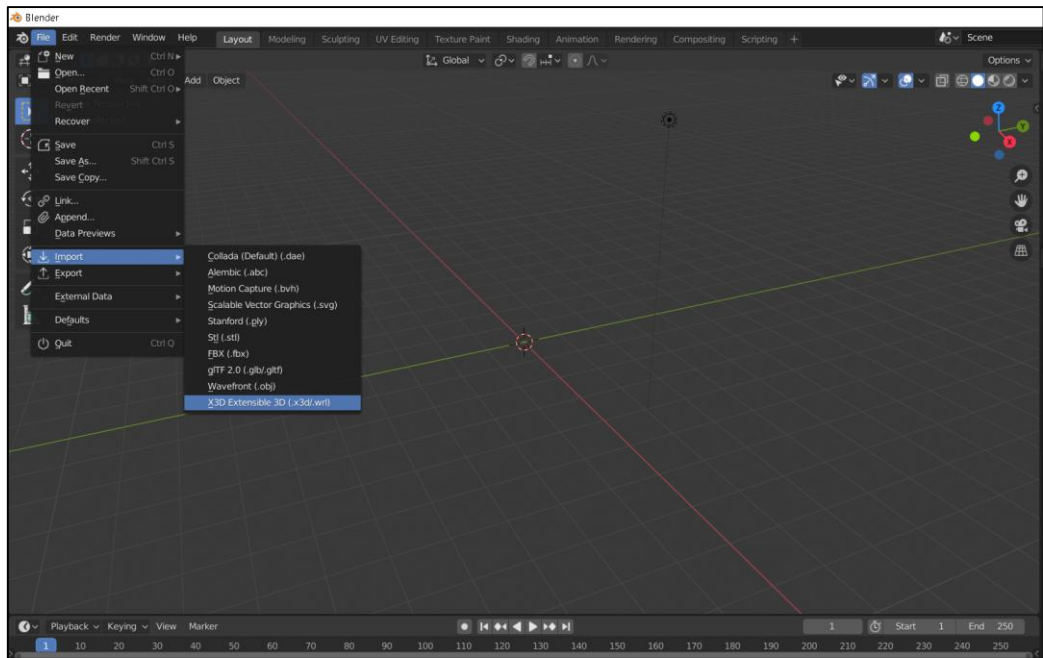 Blender
File Edit Render Window Help Layout Modeling Sculpting UV Editing Texture Paint Shading Animation Rendering Compositing Scripting + Scene
Global Options
Add Object
New Ctrl N
Open... Ctrl O
Open Recent Shift Ctrl O
Revert
Recover
Save Ctrl S
Save As... Shift Ctrl S
Save Copy...
Link...
Append...
Data Previews
Import
Export
External Data
Defaults
Quit Ctrl Q
Collada (Default) (.dae)
Alembic (.abc)
Motion Capture (.bvh)
Scalable Vector Graphics (.svg)
Stanford (.ply)
Stl (.stl)
FBX (.fbx)
glTF 2.0 (.glb/.gltf)
Wavefront (.obj)
X3D Extensible 3D (.x3d/.wrl)
Z
Y
X
Playback Keying View Marker 1 Start 1 End 250
1 10 20 30 40 50 60 70 80 90 100 110 120 130 140 150 160 170 180 190 200 210 220 230 240 250